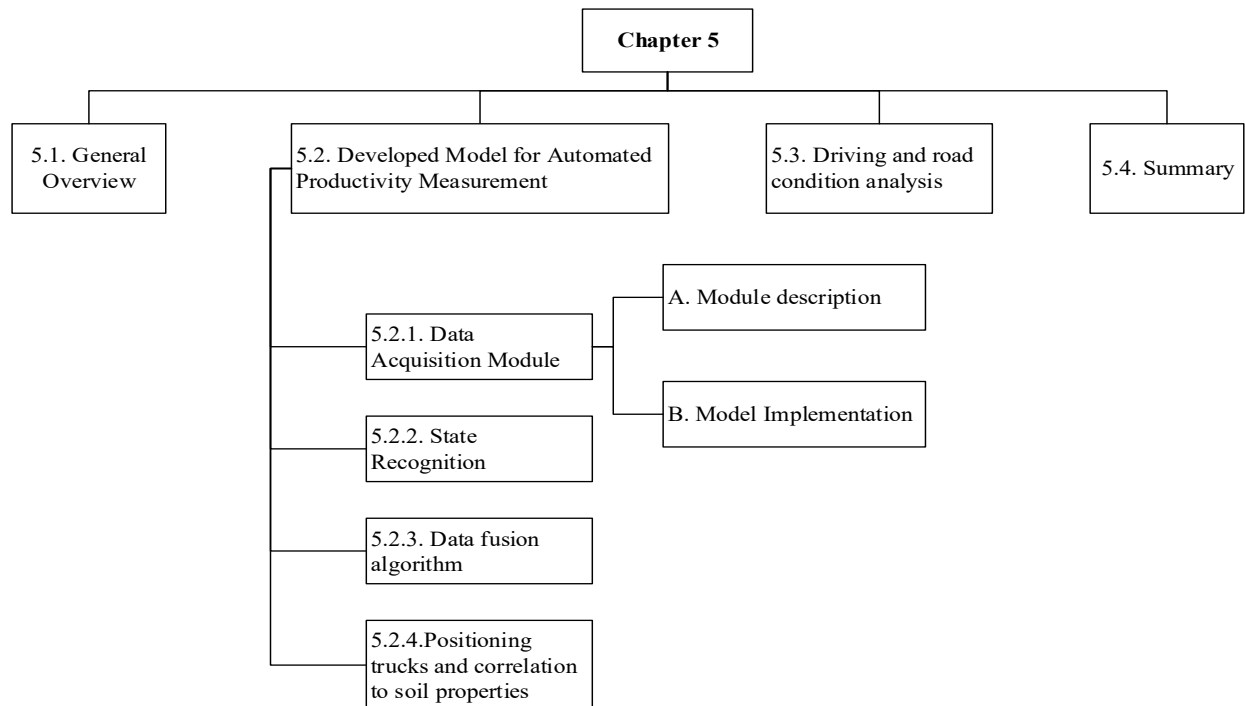 Chapter 5
5.1. General
Overview
5.2. Developed Model for Automated
Productivity Measurement
5.3. Driving and road
condition analysis
5.4. Summary
5.2.1. Data
Acquisition Module
A. Module description
B. Model Implementation
5.2.2. State
Recognition
5.2.3. Data fusion
algorithm
5.2.4.Positioning
trucks and correlation
to soil properties